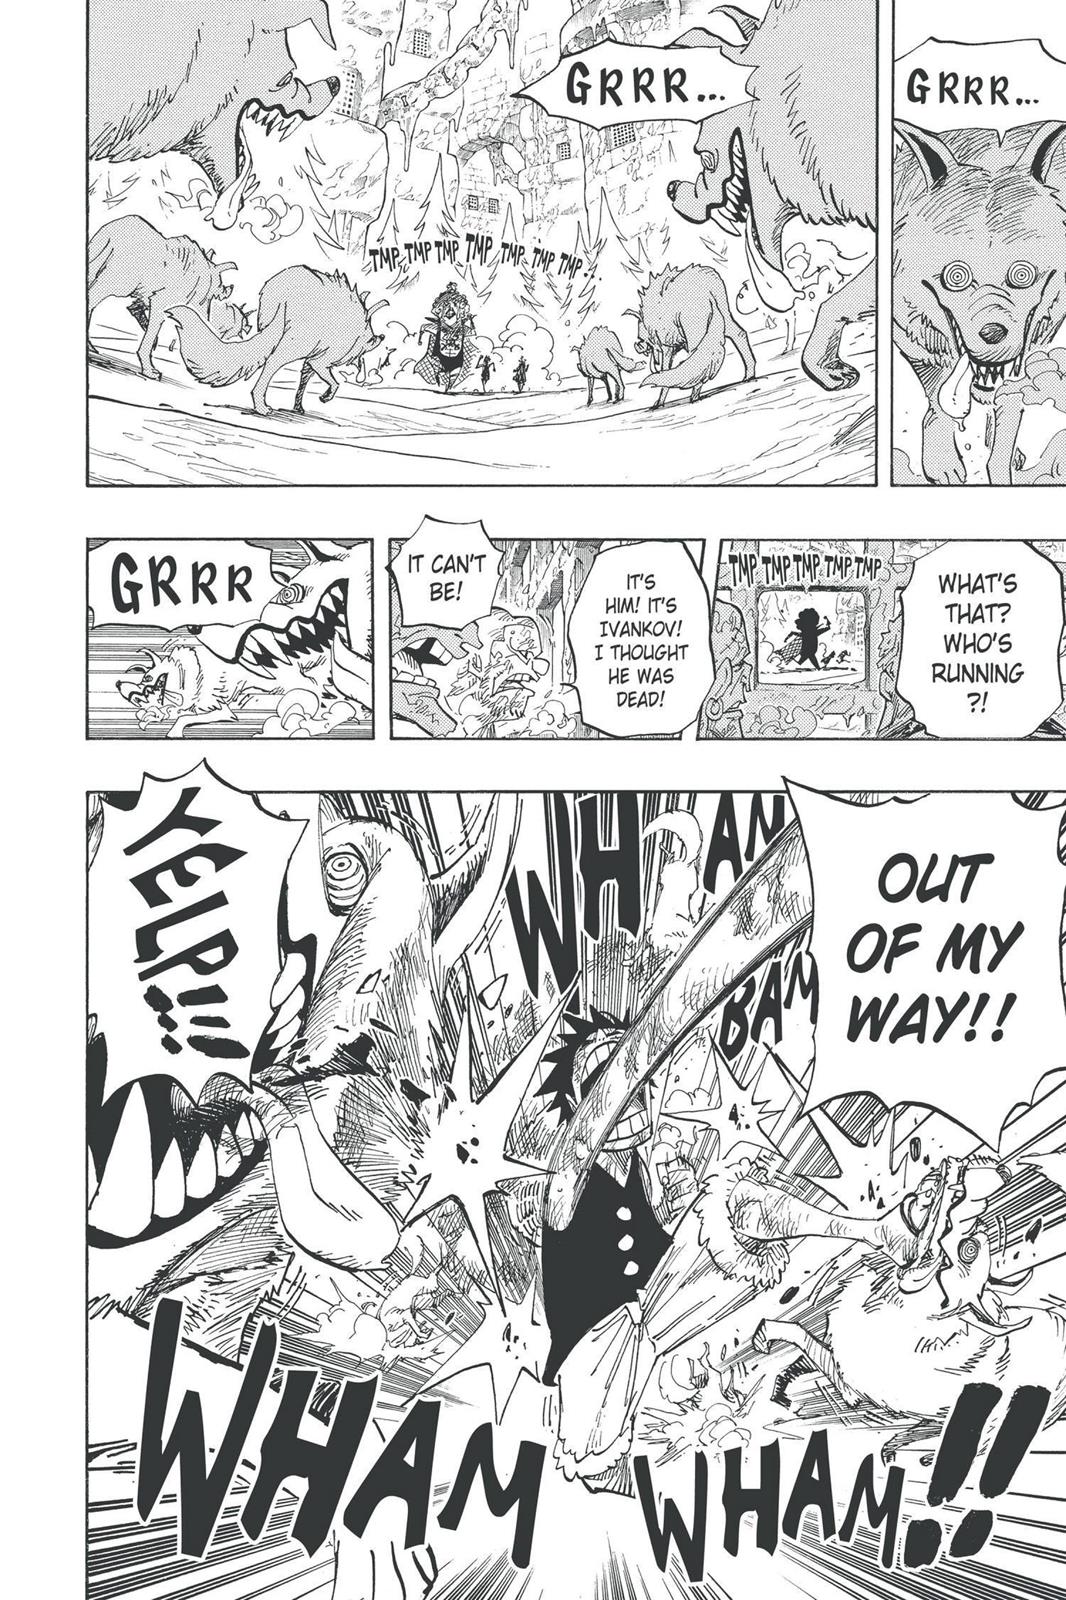 GRRR...
GRRR...
TMP TMP TMP TMP TMP TMP TMP...
WHAT'S
THAT?
WHO'S
RUNNING
?!
TMP TMP TMP TMP TMP
IT'S
HIM! IT'S
IVANKOV!
I THOUGHT
HE WAS
DEAD!
IT CAN'T
BE!
GRRR
OUT
OF MY
WAY!!
WHAM
BAM
YELP!!!
WHAM
WHAM!!